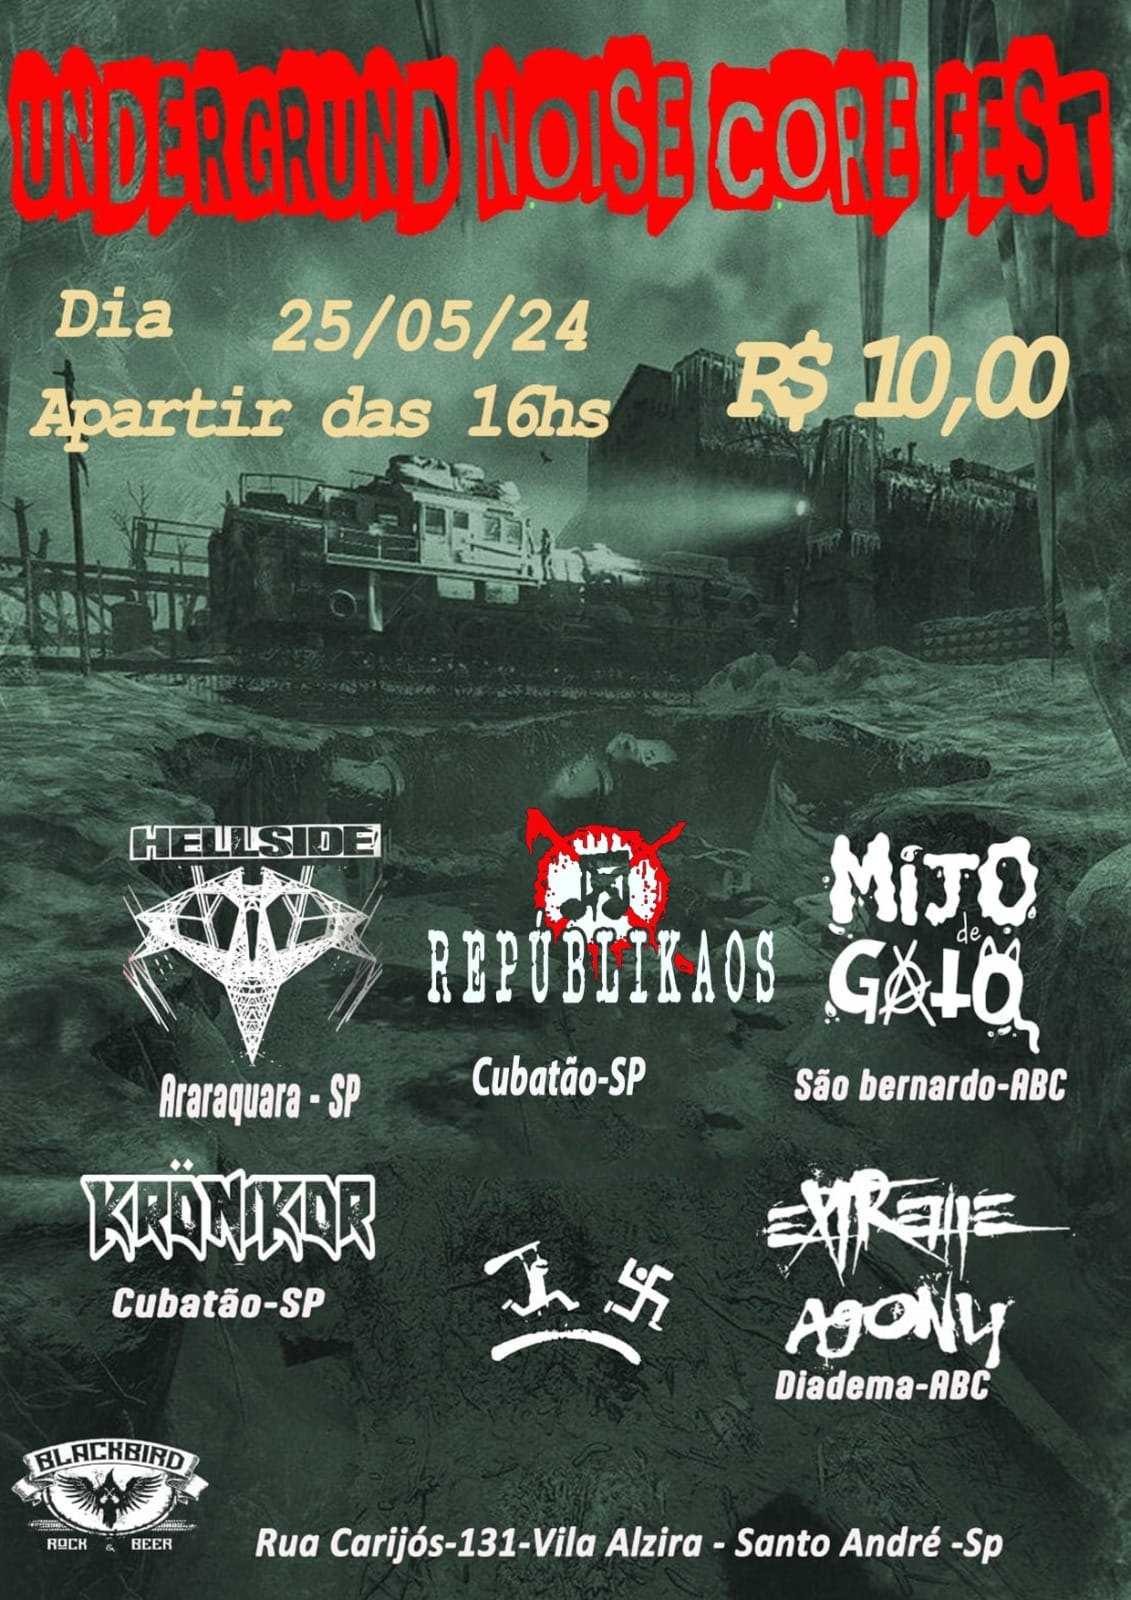 UNDERGRUND NOISE CORE FEST
Dia 25/05/24
Apartir das 16hs
R$ 10,00
HELLSIDE
Araraquara - SP
REPÚBLIKAOS
Cubatão-SP
MiJO
de
GATO
São bernardo-ABC
KRÖNIKOR
Cubatão-SP
EXTREME
AGONY
Diadema-ABC
BLACKBIRD
ROCK & BEER
Rua Carijós-131-Vila Alzira - Santo André -Sp